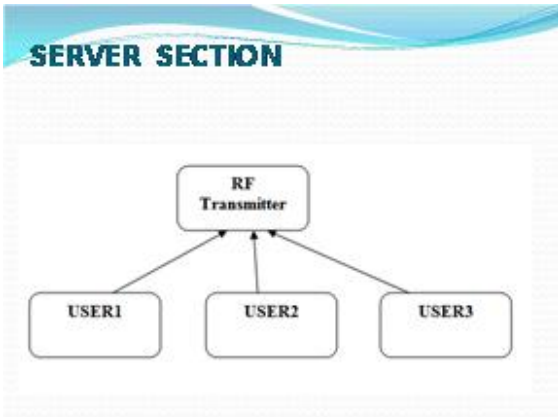 SERVER SECTION
RF
Transmitter
USER1
USER2
USER3